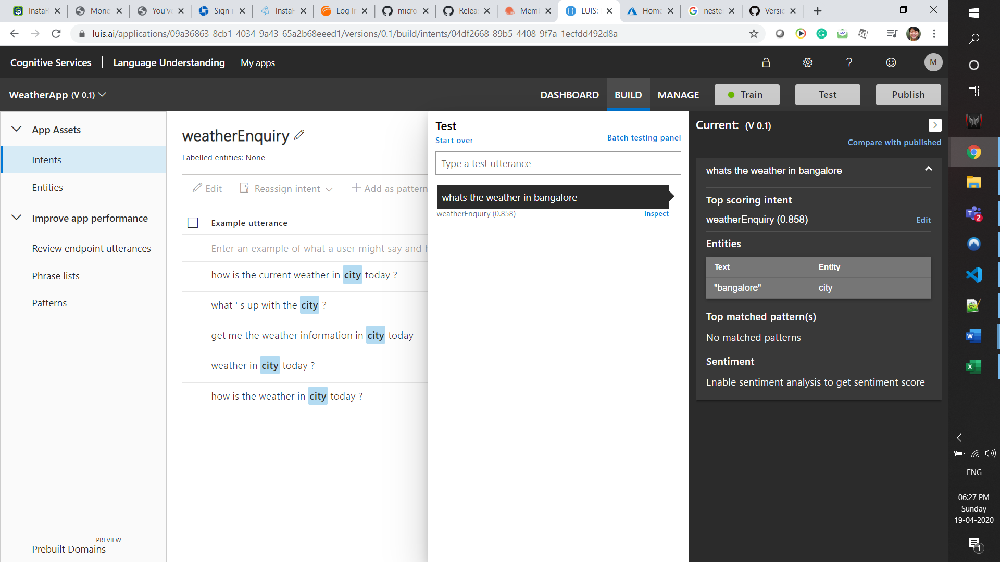 InstaF
Mone
You've
Sign i
InstaF
Log In
micro
Relea
Meml
LUIS:
Home
neste
Versic
luis.ai/applications/09a36863-8cb1-4034-9a43-65a2b68eeed1/versions/0.1/build/intents/04df2668-89b5-4408-9f7a-1ecfdd492d8a
Cognitive Services
Language Understanding
My apps
M
WeatherApp (V 0.1)
DASHBOARD
BUILD
MANAGE
Train
Test
Publish
App Assets
Intents
Entities
Improve app performance
Review endpoint utterances
Phrase lists
Patterns
PREVIEW
Prebuilt Domains
weatherEnquiry
Labelled entities: None
Edit
Reassign intent
Add as pattern
Example utterance
Enter an example of what a user might say and h
how is the current weather in city today ?
what ' s up with the city ?
get me the weather information in city today
weather in city today ?
how is the weather in city today ?
Test
Start over
Batch testing panel
Type a test utterance
whats the weather in bangalore
weatherEnquiry (0.858)
Inspect
Current: (V 0.1)
Compare with published
whats the weather in bangalore
Top scoring intent
weatherEnquiry (0.858)
Edit
Entities
Text Entity
"bangalore" city
Top matched pattern(s)
No matched patterns
Sentiment
Enable sentiment analysis to get sentiment score
2
ENG
06:27 PM
Sunday
19-04-2020
1